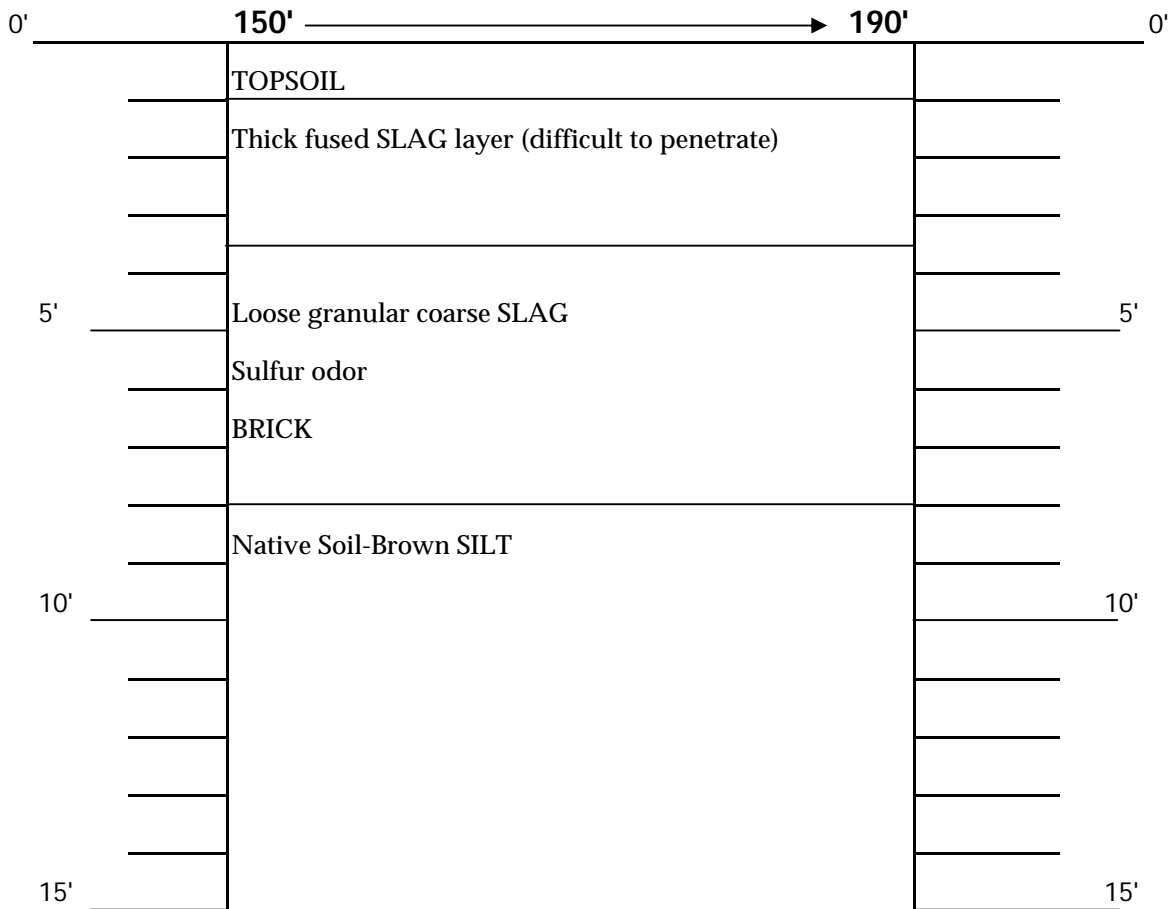 0' 150' 190' 0'
TOPSOIL
Thick fused SLAG layer (difficult to penetrate)
5' Loose granular coarse SLAG 5'
Sulfur odor
BRICK
Native Soil-Brown SILT
10' 10'
15' 15'